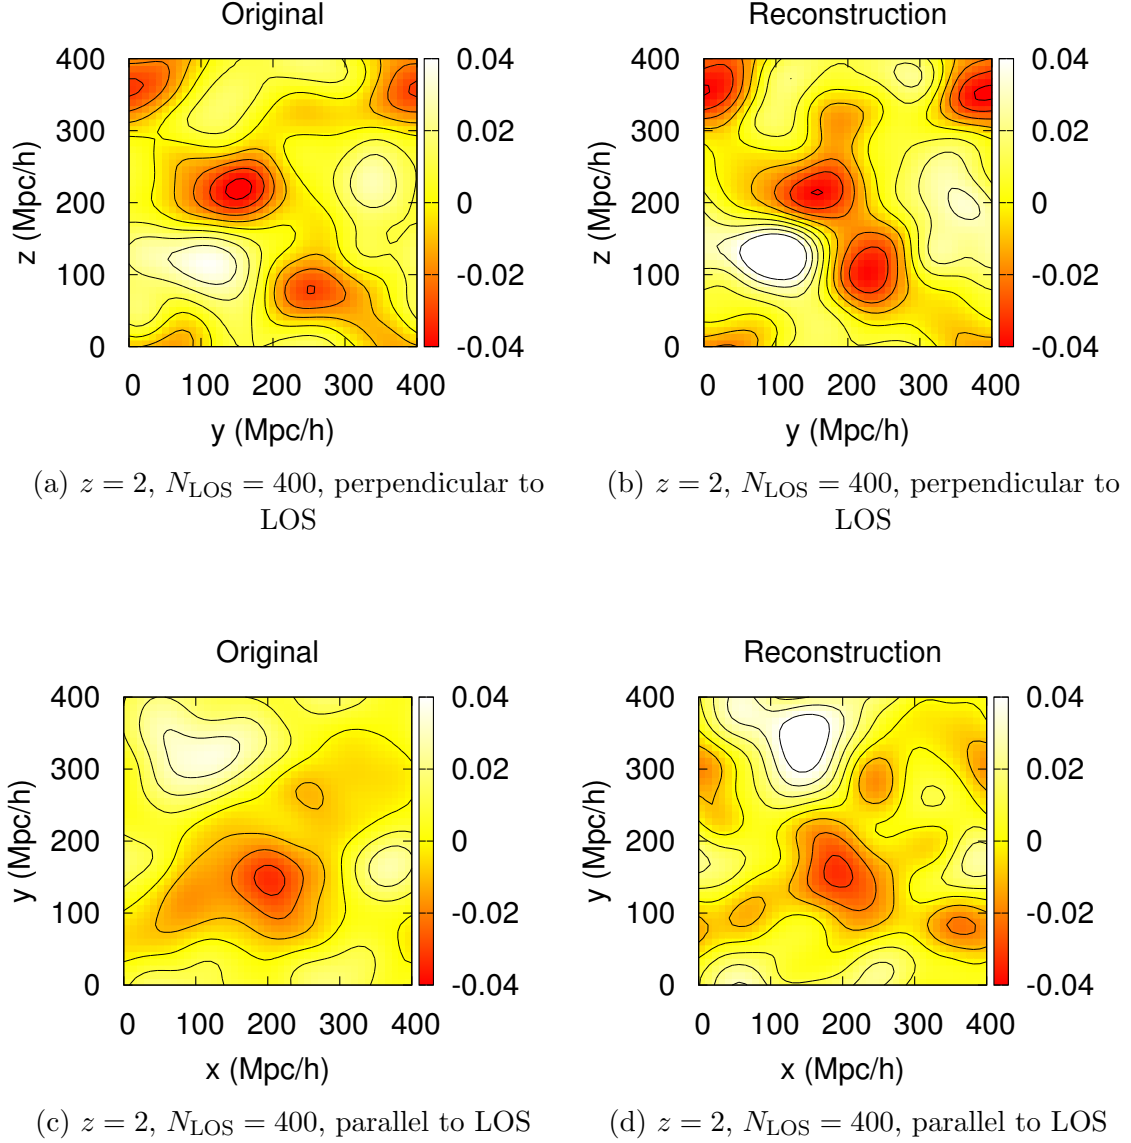 Original
Reconstruction
400
300
200
100
0
z (Mpc/h)
0 100 200 300 400
y (Mpc/h)
0.04
0.02
0
-0.02
-0.04
400
300
200
100
0
z (Mpc/h)
0 100 200 300 400
y (Mpc/h)
0.04
0.02
0
-0.02
-0.04
(a) z = 2, N_LOS = 400, perpendicular to
LOS
(b) z = 2, N_LOS = 400, perpendicular to
LOS
Original
Reconstruction
400
300
200
100
0
y (Mpc/h)
0 100 200 300 400
x (Mpc/h)
0.04
0.02
0
-0.02
-0.04
400
300
200
100
0
y (Mpc/h)
0 100 200 300 400
x (Mpc/h)
0.04
0.02
0
-0.02
-0.04
(c) z = 2, N_LOS = 400, parallel to LOS
(d) z = 2, N_LOS = 400, parallel to LOS